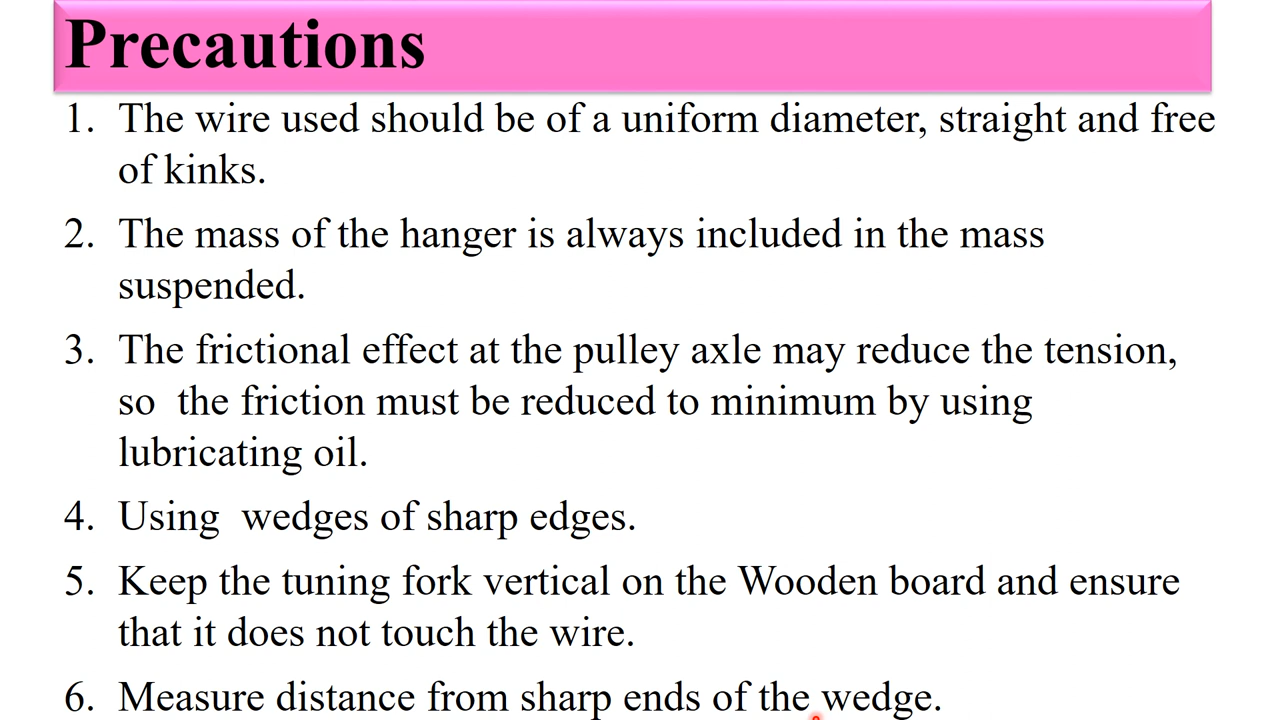 Precautions
1. The wire used should be of a uniform diameter, straight and free
of kinks.
2. The mass of the hanger is always included in the mass
suspended.
3. The frictional effect at the pulley axle may reduce the tension,
so  the friction must be reduced to minimum by using
lubricating oil.
4. Using  wedges of sharp edges.
5. Keep the tuning fork vertical on the Wooden board and ensure
that it does not touch the wire.
6. Measure distance from sharp ends of the wedge.